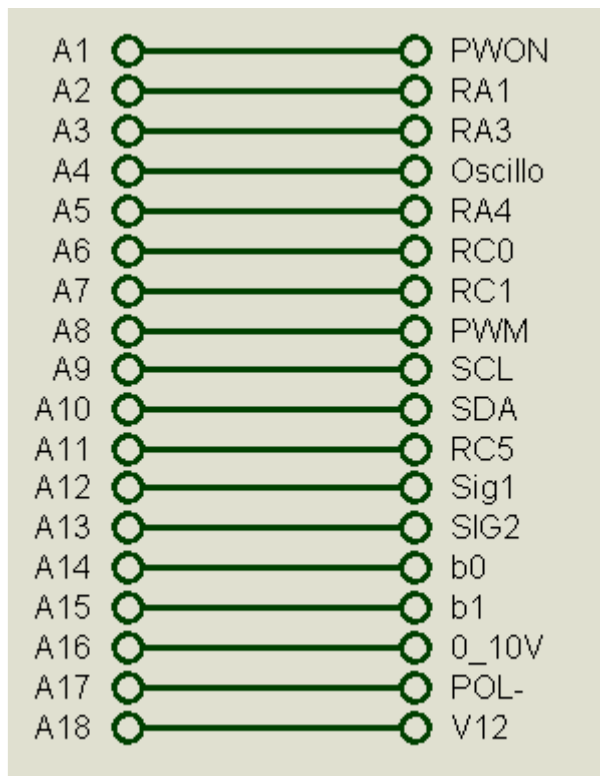 A1 PWON
A2 RA1
A3 RA3
A4 Oscillo
A5 RA4
A6 RC0
A7 RC1
A8 PWM
A9 SCL
A10 SDA
A11 RC5
A12 Sig1
A13 SIG2
A14 b0
A15 b1
A16 0_10V
A17 POL-
A18 V12